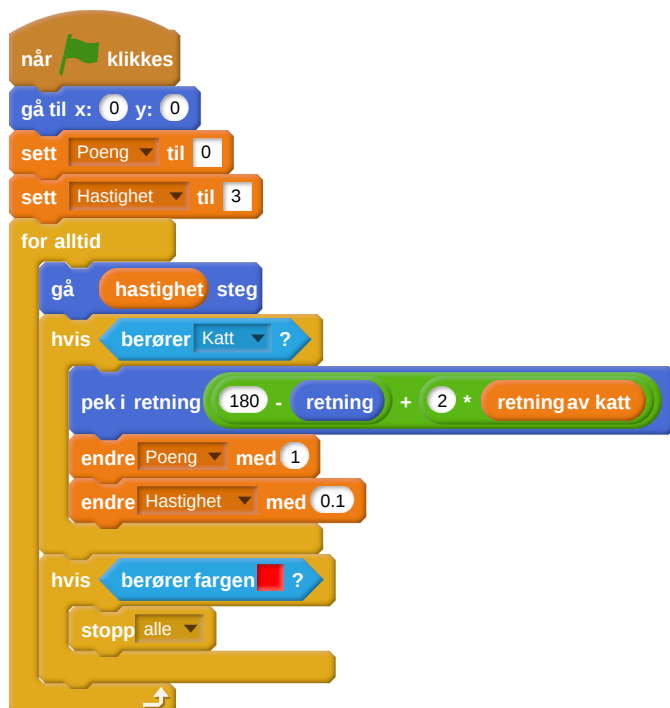 når klikkes
gå til x: 0 y: 0
sett Poeng til 0
sett Hastighet til 3
for alltid
gå hastighet steg
hvis berører Katt ?
pek i retning 180 - retning + 2 * retning av katt
endre Poeng med 1
endre Hastighet med 0.1
hvis berører fargen ?
stopp alle